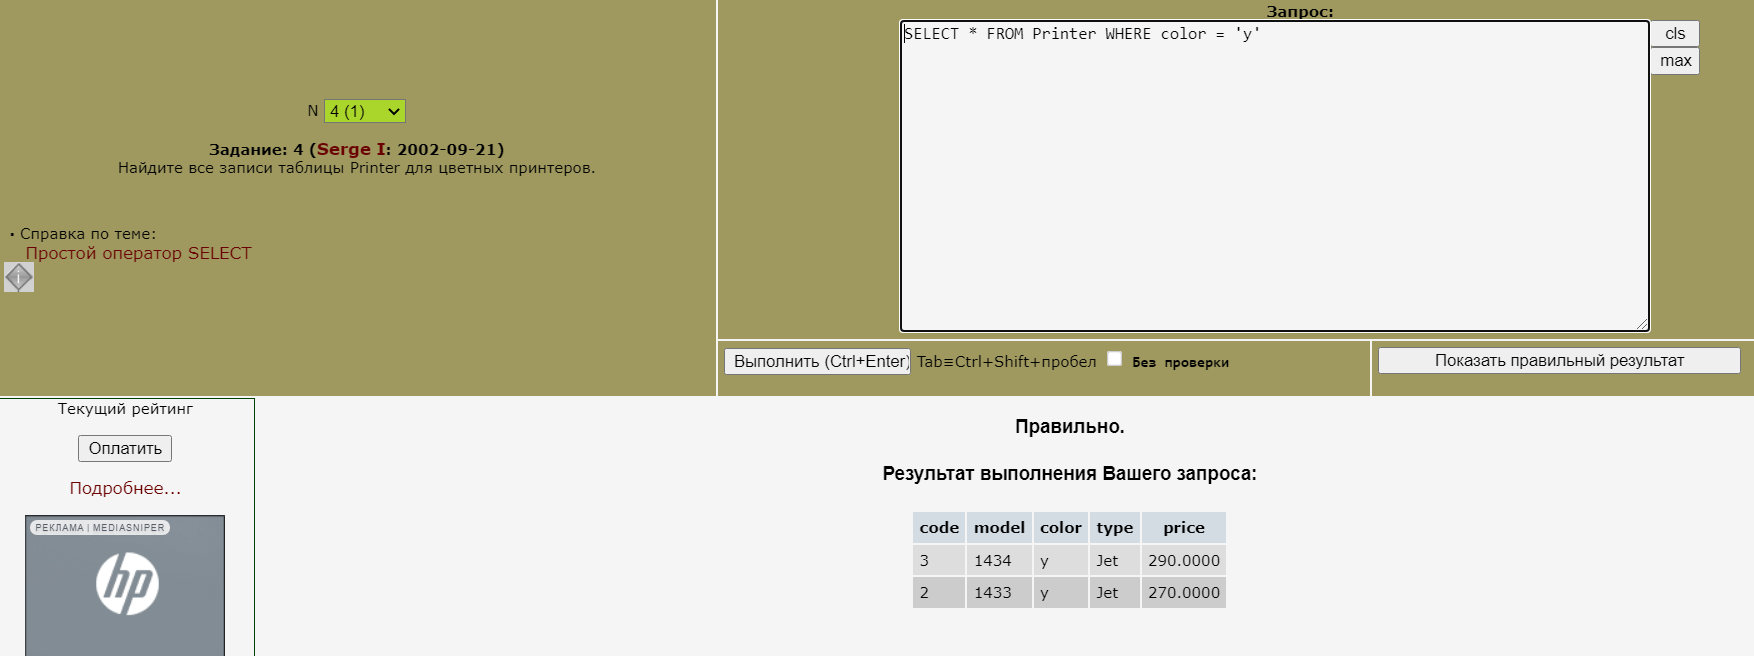 N 4 (1)
Задание: 4 (Serge I: 2002-09-21)
Найдите все записи таблицы Printer для цветных принтеров.
· Справка по теме:
Простой оператор SELECT
i
Запрос:
SELECT * FROM Printer WHERE color = 'y'
cls
max
Выполнить (Ctrl+Enter) Tab≡Ctrl+Shift+пробел Без проверки
Показать правильный результат
Текущий рейтинг
Оплатить
Подробнее...
РЕКЛАМА | MEDIASNIPER
hp
Правильно.
Результат выполнения Вашего запроса:
code model color type price
3 1434 y Jet 290.0000
2 1433 y Jet 270.0000